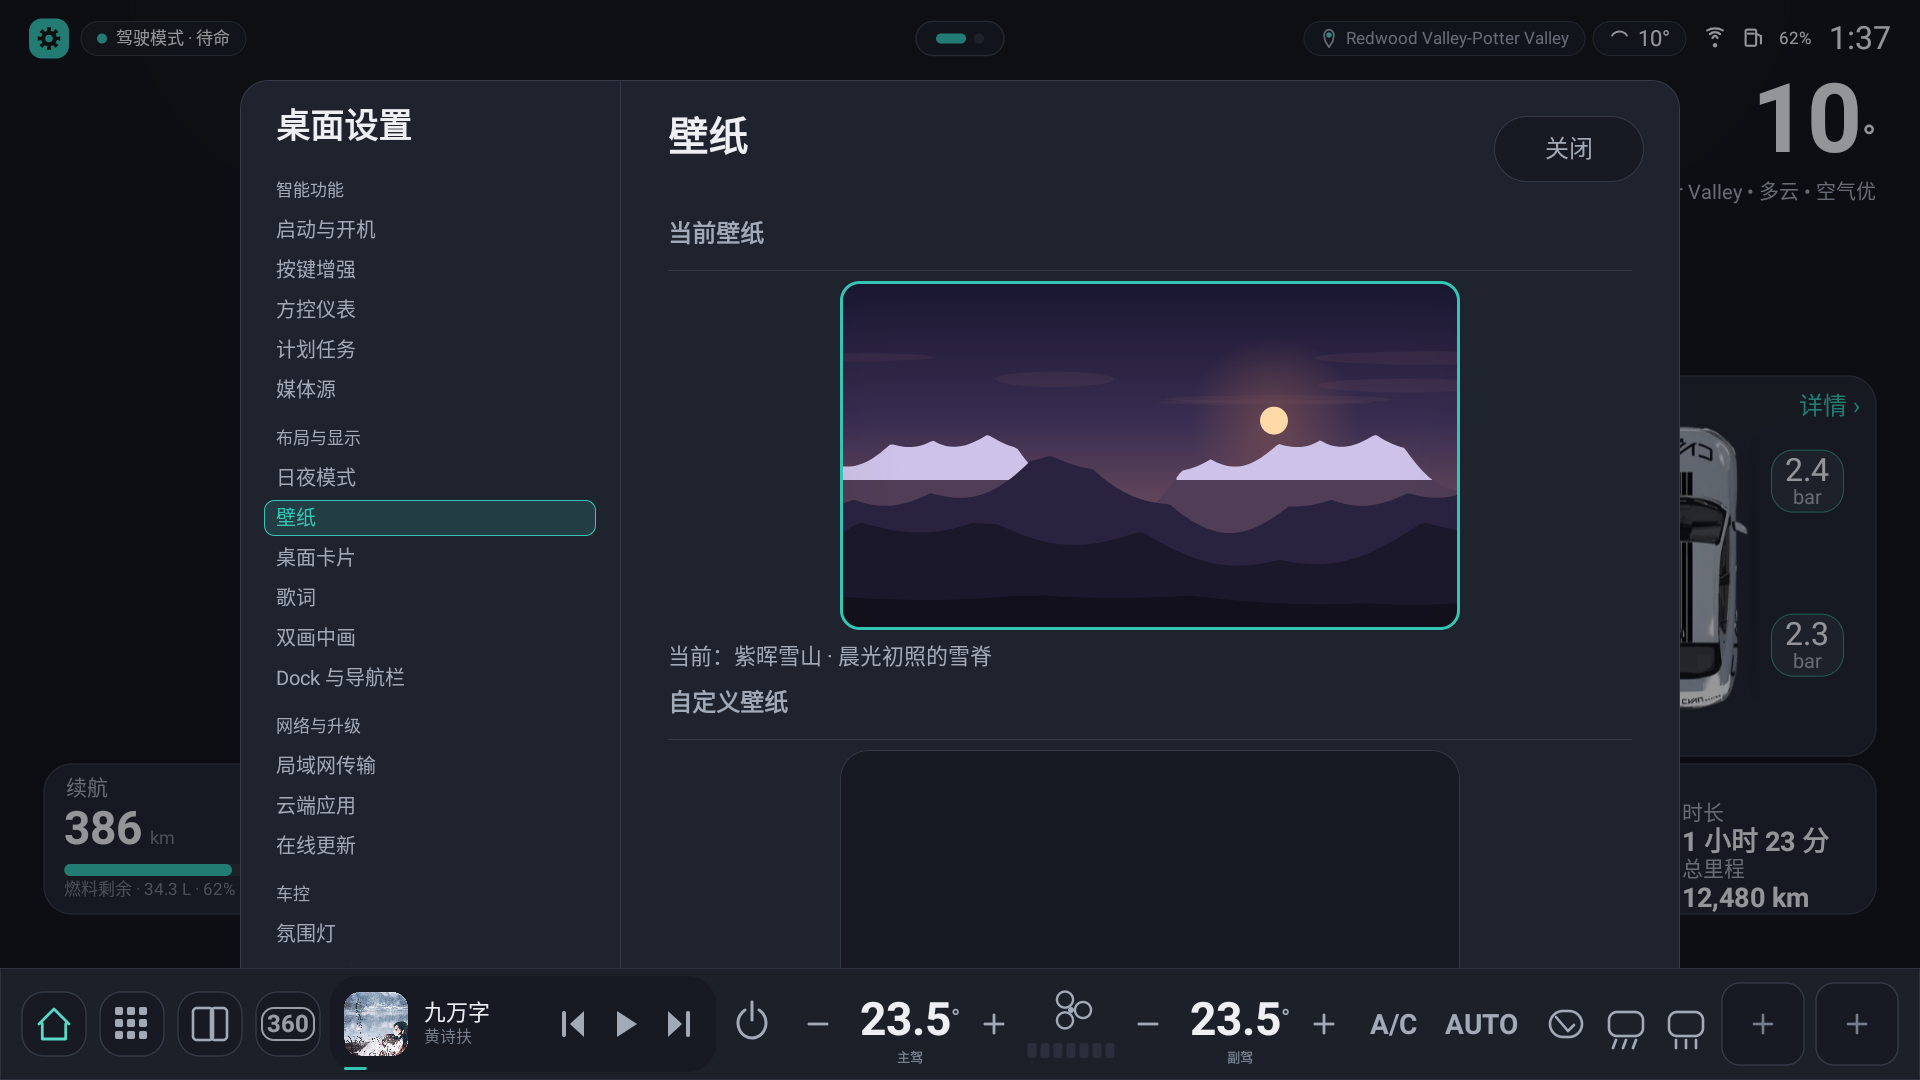 驾驶模式 · 待命
Redwood Valley-Potter Valley
10°
62%
1:37
10°
Valley • 多云 • 空气优
桌面设置
智能功能
启动与开机
按键增强
方控仪表
计划任务
媒体源
布局与显示
日夜模式
壁纸
桌面卡片
歌词
双画中画
Dock 与导航栏
网络与升级
局域网传输
云端应用
在线更新
车控
氛围灯
壁纸
关闭
当前壁纸
当前：紫晖雪山 · 晨光初照的雪脊
自定义壁纸
详情 ›
2.4
bar
2.3
bar
续航
386 km
燃料剩余 · 34.3 L · 62%
时长
1 小时 23 分
总里程
12,480 km
360
九万字
黄诗扶
23.5°
主驾
23.5°
副驾
A/C
AUTO